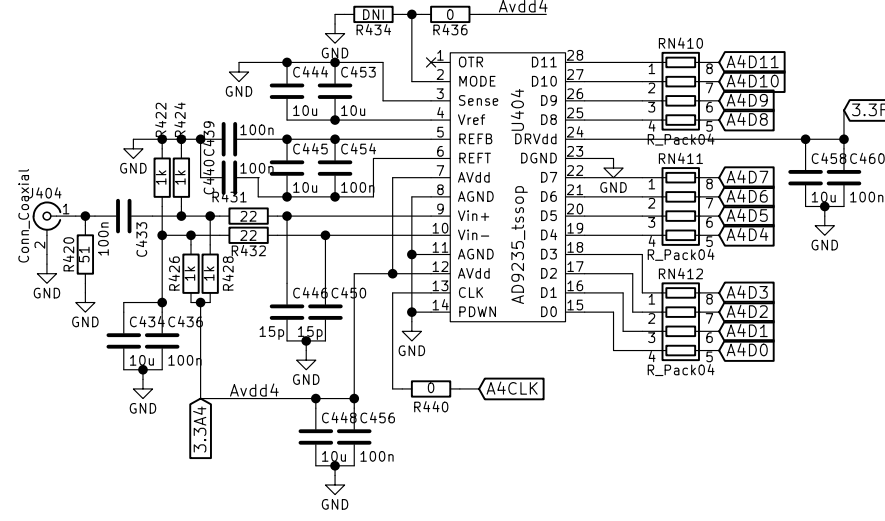 Avdd4
DNI
0
R434
R436
GND
1
OTR
D11
28
RN410
A4D11
2
MODE
D10
27
1
8
A4D10
3
Sense
D9
26
2
7
A4D9
4
Vref
D8
25
3
6
A4D8
5
REFB
DRVdd
24
4
5
R_Pack04
3.3F
6
REFT
DGND
23
GND
7
AVdd
D7
22
RN411
A4D7
8
AGND
D6
21
1
8
A4D6
9
Vin+
D5
20
2
7
A4D5
10
Vin-
D4
19
3
6
A4D4
11
AGND
D3
18
4
5
R_Pack04
12
AVdd
D2
17
RN412
13
CLK
D1
16
1
8
A4D3
14
PDWN
D0
15
2
7
A4D2
3
6
A4D1
4
5
A4D0
R_Pack04
U404
AD9235_tssop
C458
C460
10u
100n
GND
GND
C444
C453
10u
10u
R422
R424
1k
1k
GND
C439
100n
C440
100n
C445
C454
10u
100n
R431
22
22
R432
Conn_Coaxial
J404
1
2
GND
R420
51
GND
100n
C433
R426
1k
1k
R428
C434
C436
10u
100n
GND
C446
C450
15p
15p
GND
GND
0
R440
A4CLK
Avdd4
3.3A4
C448
C456
10u
100n
GND